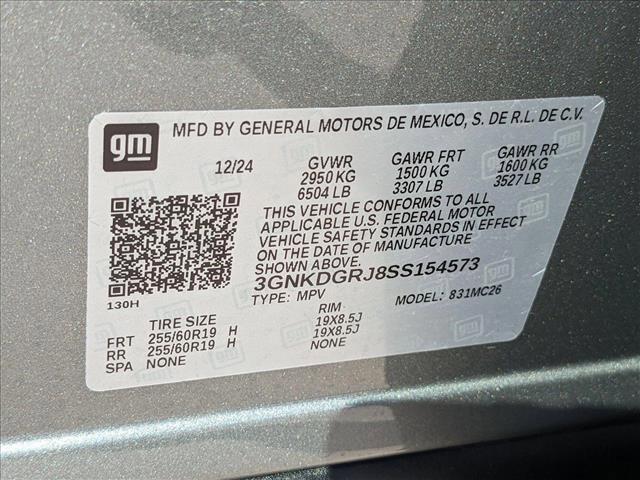 gm
MFD BY GENERAL MOTORS DE MEXICO, S. DE R.L. DE C.V.
12/24 GVWR GAWR FRT GAWR RR
2950 KG 1500 KG 1600 KG
6504 LB 3307 LB 3527 LB
THIS VEHICLE CONFORMS TO ALL
APPLICABLE U.S. FEDERAL MOTOR
VEHICLE SAFETY STANDARDS IN EFFECT
ON THE DATE OF MANUFACTURE
SHOWN ABOVE.
3GNKDGRJ8SS154573
130H
TYPE: MPV MODEL: 831MC26
TIRE SIZE RIM
FRT 255/60R19 H 19X8.5J
RR 255/60R19 H 19X8.5J
SPA NONE NONE